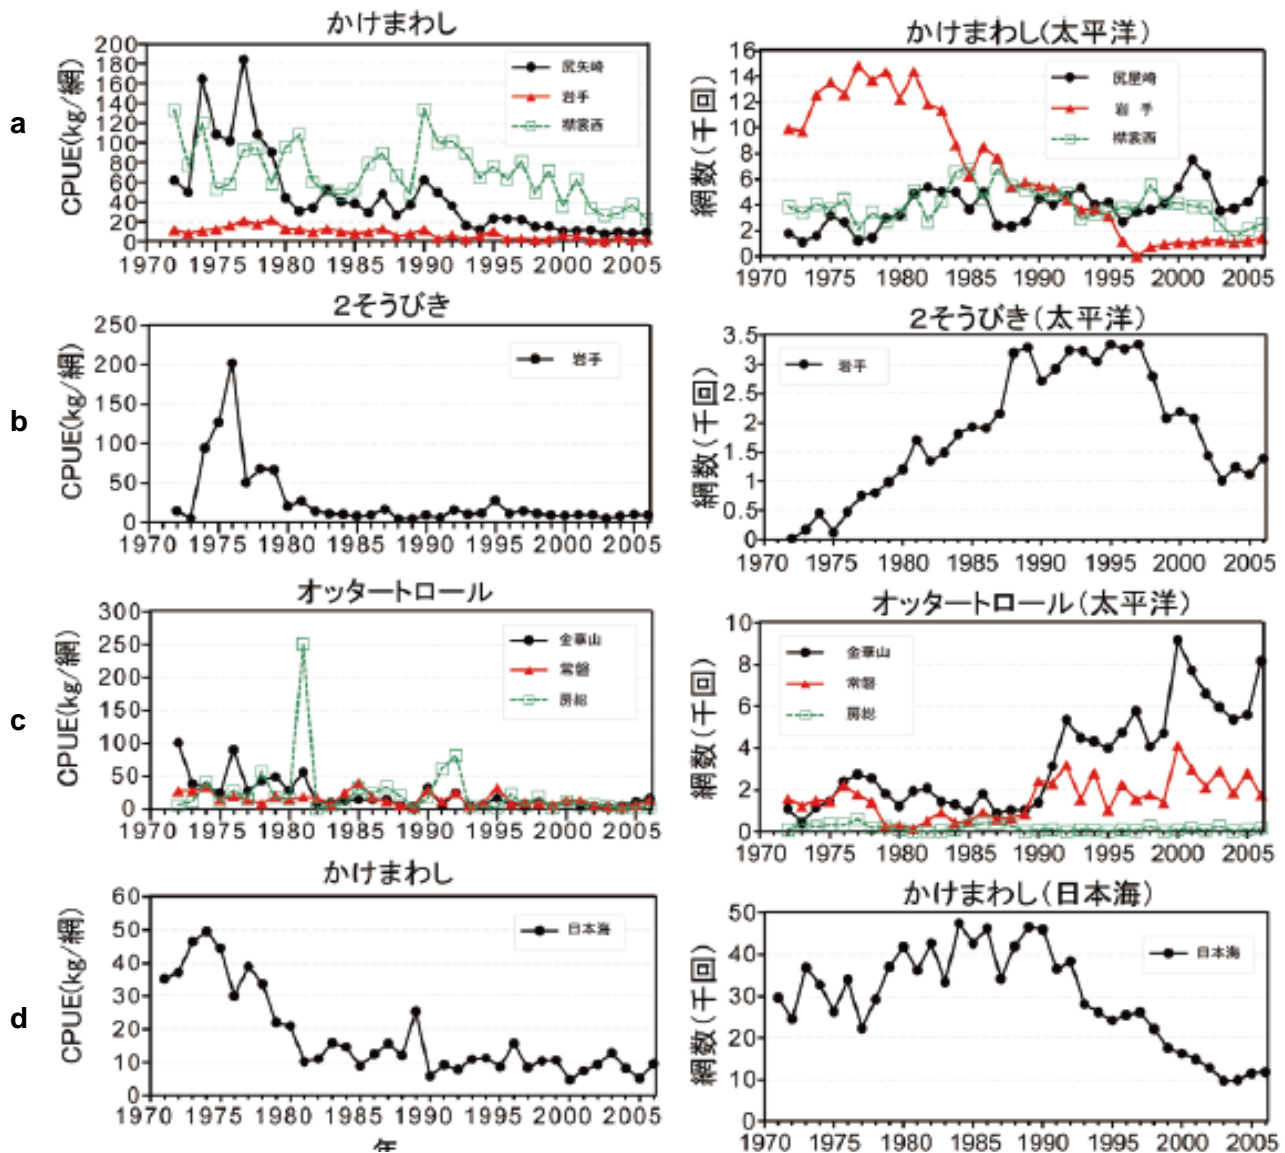 a
かけまわし
CPUE(kg/網)
200
180
160
140
120
100
80
60
40
20
0
尻矢崎
岩手
襟裳西
1970 1975 1980 1985 1990 1995 2000 2005
かけまわし(太平洋)
網数(千回)
16
14
12
10
8
6
4
2
0
尻屋崎
岩 手
襟裳西
1970 1975 1980 1985 1990 1995 2000 2005
b
2そうびき
CPUE(kg/網)
250
200
150
100
50
0
岩手
1970 1975 1980 1985 1990 1995 2000 2005
2そうびき(太平洋)
網数(千回)
3.5
3
2.5
2
1.5
1
0.5
0
岩手
1970 1975 1980 1985 1990 1995 2000 2005
c
オッタートロール
CPUE(kg/網)
300
250
200
150
100
50
0
金華山
常磐
房総
1970 1975 1980 1985 1990 1995 2000 2005
オッタートロール(太平洋)
網数(千回)
10
8
6
4
2
0
金華山
常磐
房総
1970 1975 1980 1985 1990 1995 2000 2005
d
かけまわし
CPUE(kg/網)
60
50
40
30
20
10
0
日本海
1970 1975 1980 1985 1990 1995 2000 2005
年
かけまわし(日本海)
網数(千回)
50
40
30
20
10
0
日本海
1970 1975 1980 1985 1990 1995 2000 2005